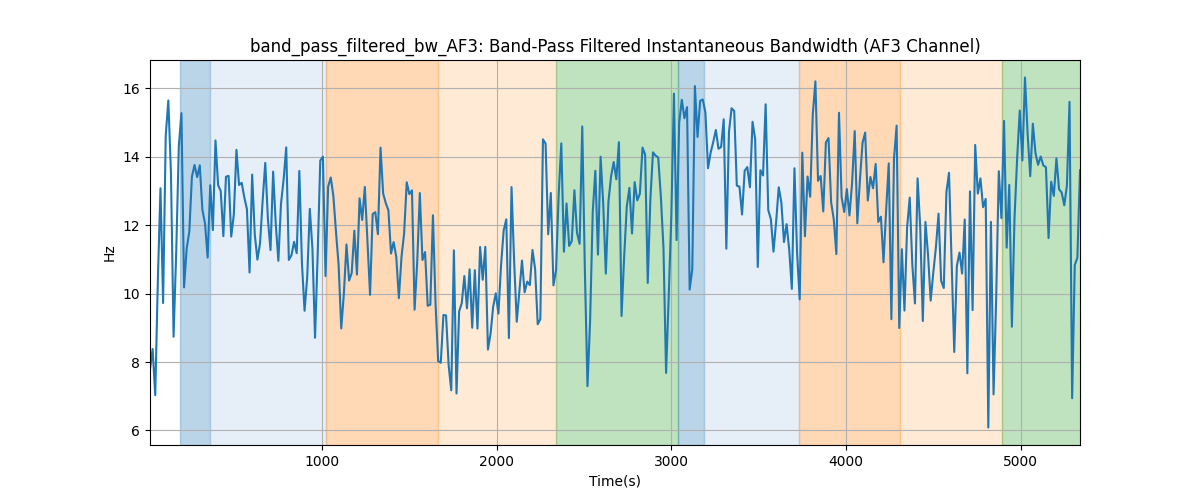 band_pass_filtered_bw_AF3: Band-Pass Filtered Instantaneous Bandwidth (AF3 Channel)
16
14
12
10
8
6
Hz
1000 2000 3000 4000 5000
Time(s)